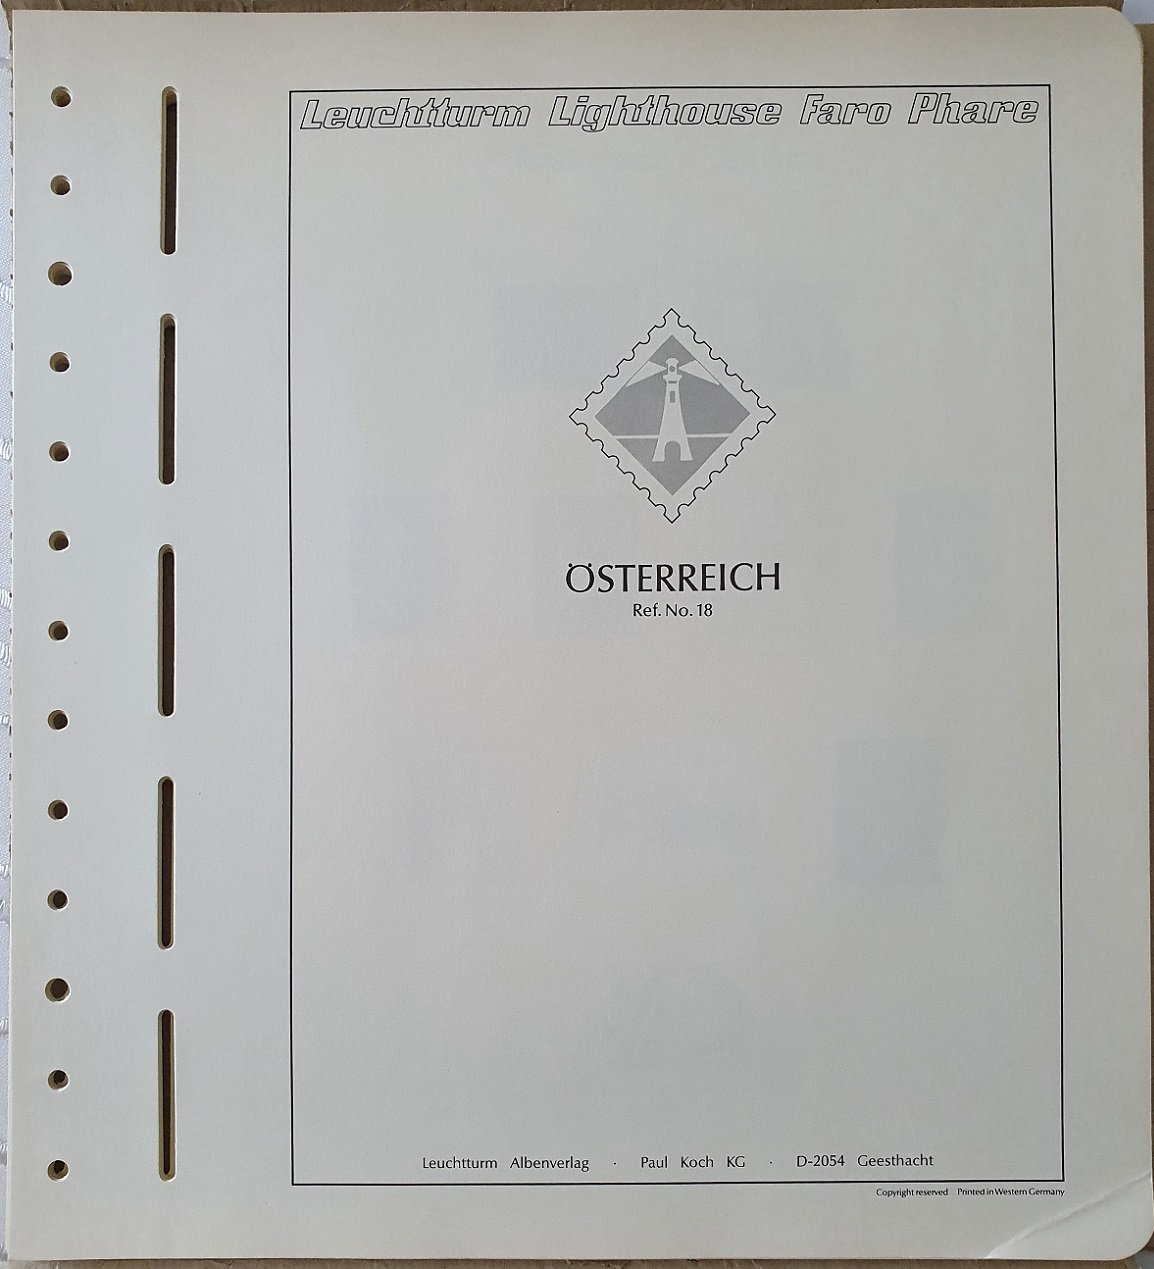 Leuchtturm Lighthouse Faro Phare
ÖSTERREICH
Ref. No. 18
Leuchtturm Albenverlag · Paul Koch KG · D-2054 Geesthacht
Copyright reserved Printed in Western Germany